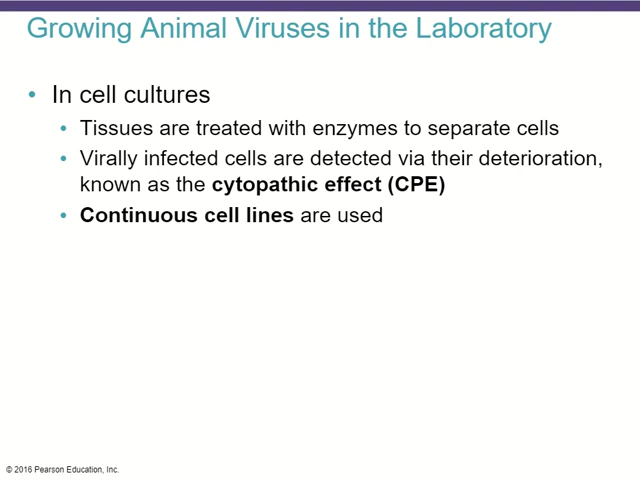 Growing Animal Viruses in the Laboratory
• In cell cultures
• Tissues are treated with enzymes to separate cells
• Virally infected cells are detected via their deterioration,
known as the cytopathic effect (CPE)
• Continuous cell lines are used
© 2016 Pearson Education, Inc.